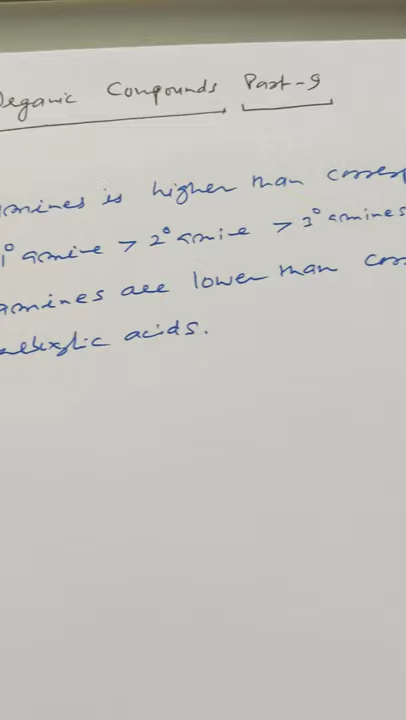 Organic Compounds Part-9
amines is higher than corresp
1° amine > 2° amine > 3° amines
amines are lower than corr
acids.